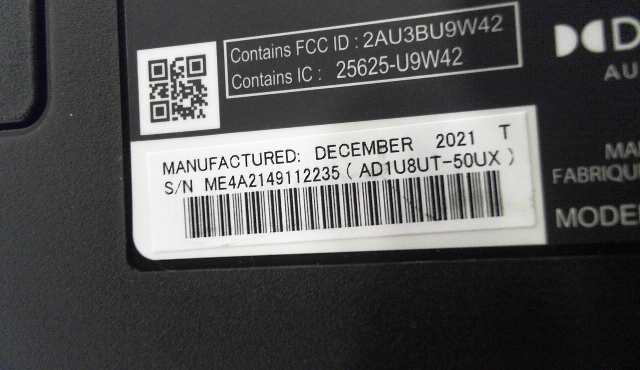 Contains FCC ID : 2AU3BU9W42
Contains IC : 25625-U9W42
AU
MANUFACTURED: DECEMBER 2021 T
S/N ME4A2149112235 ( AD1U8UT-50UX )
MA
FABRIQU
MODE